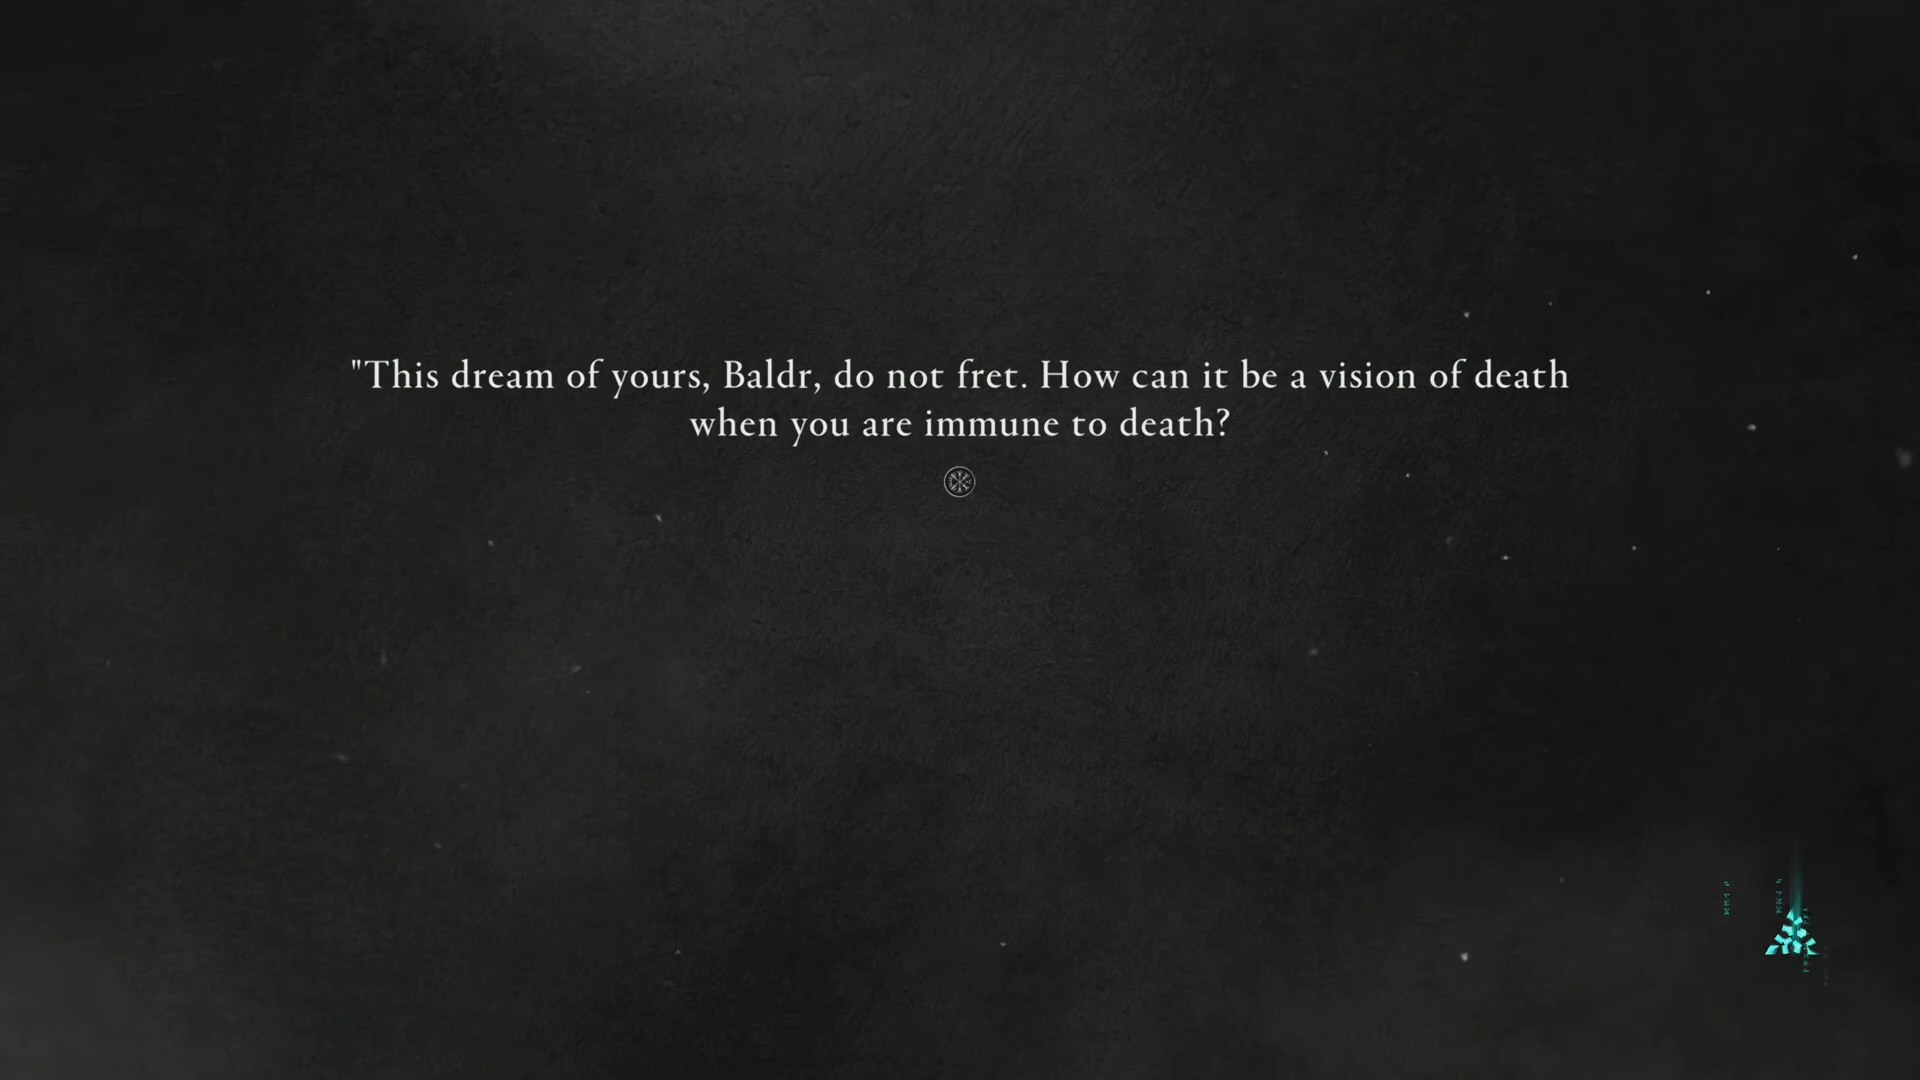 "This dream of yours, Baldr, do not fret. How can it be a vision of death
when you are immune to death?